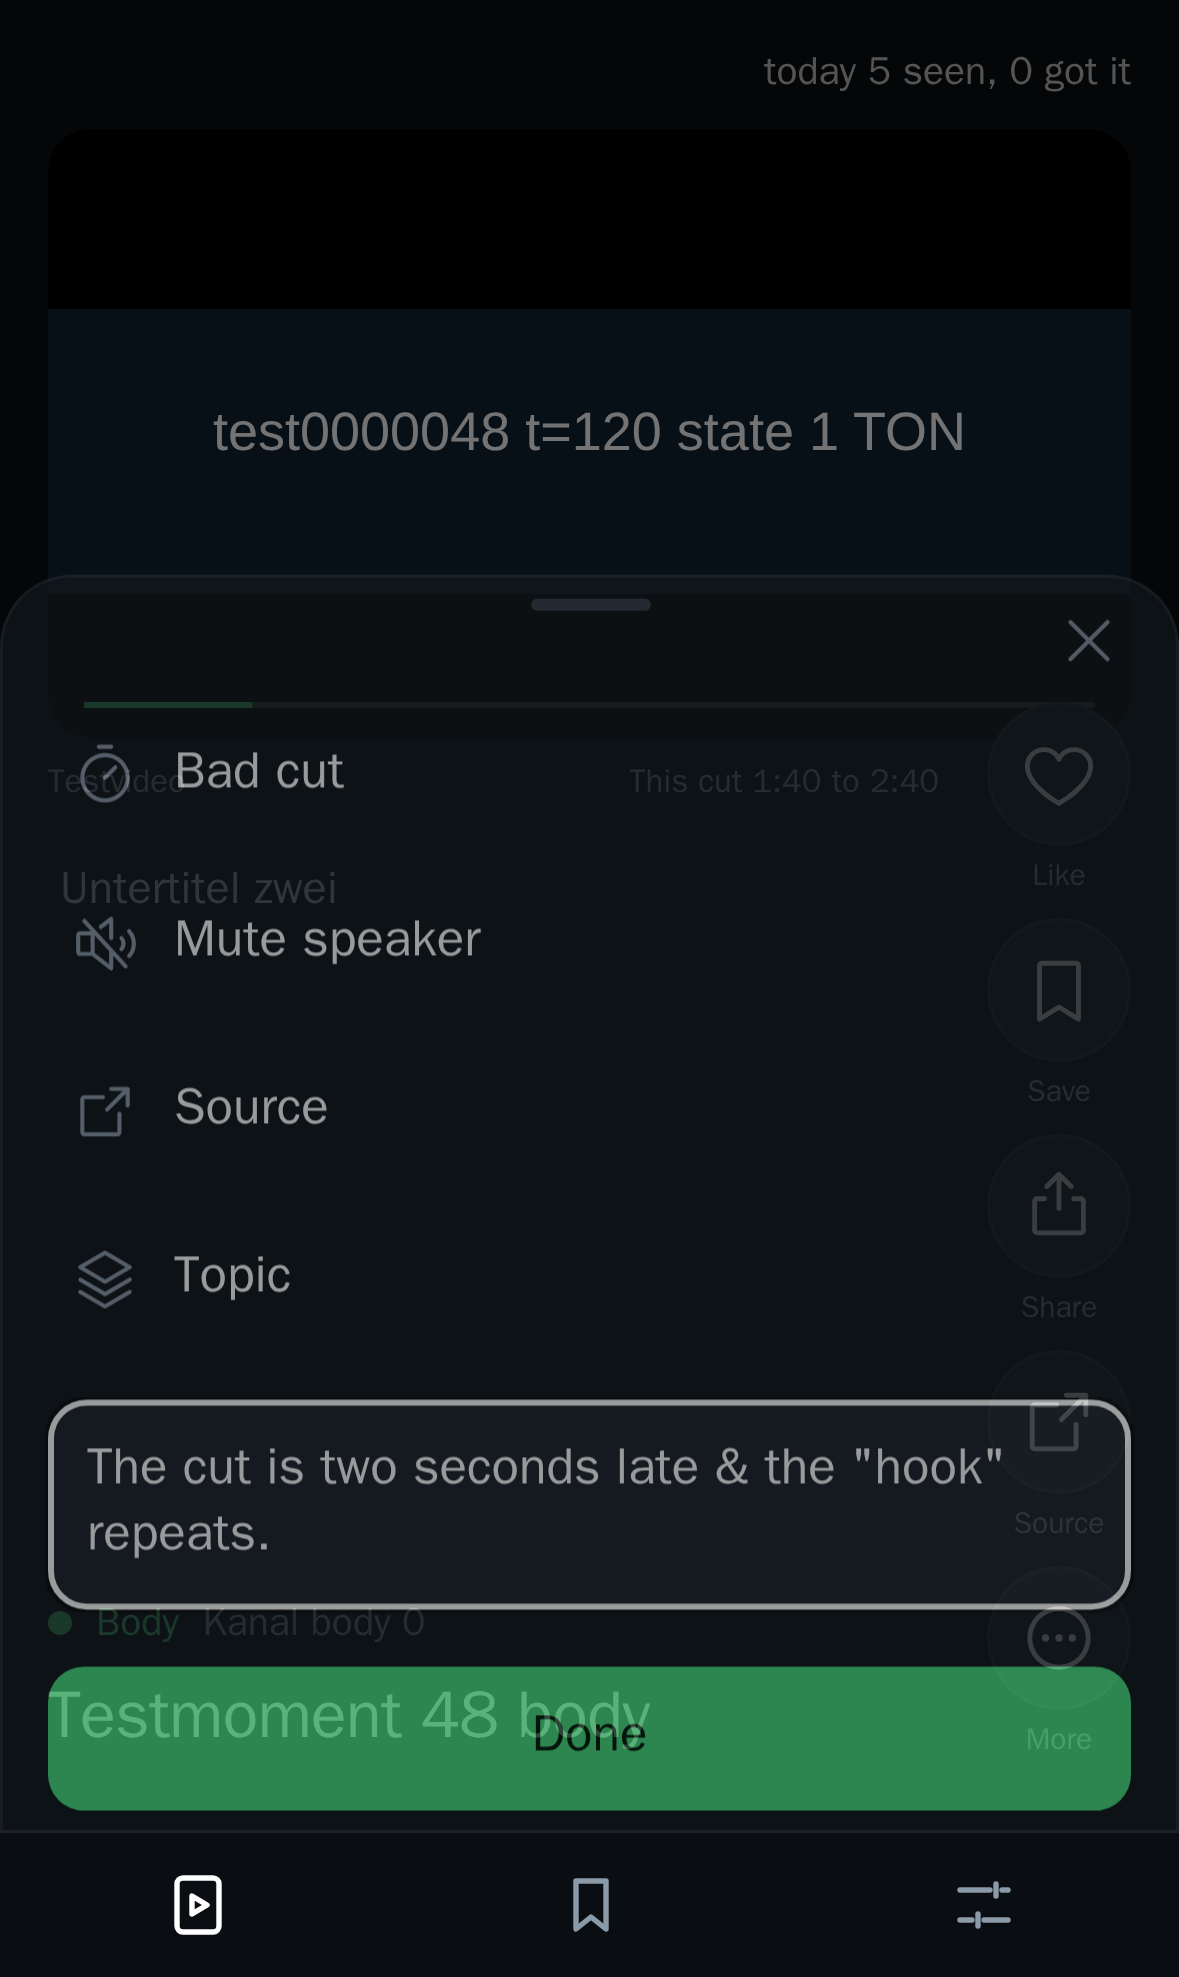 today 5 seen, 0 got it
test0000048 t=120 state 1 TON
Bad cut
Testvideo
This cut 1:40 to 2:40
Like
Untertitel zwei
Mute speaker
Save
Source
Topic
Share
The cut is two seconds late & the "hook"
repeats.
Source
Body Kanal body 0
Testmoment 48 body
Done
More